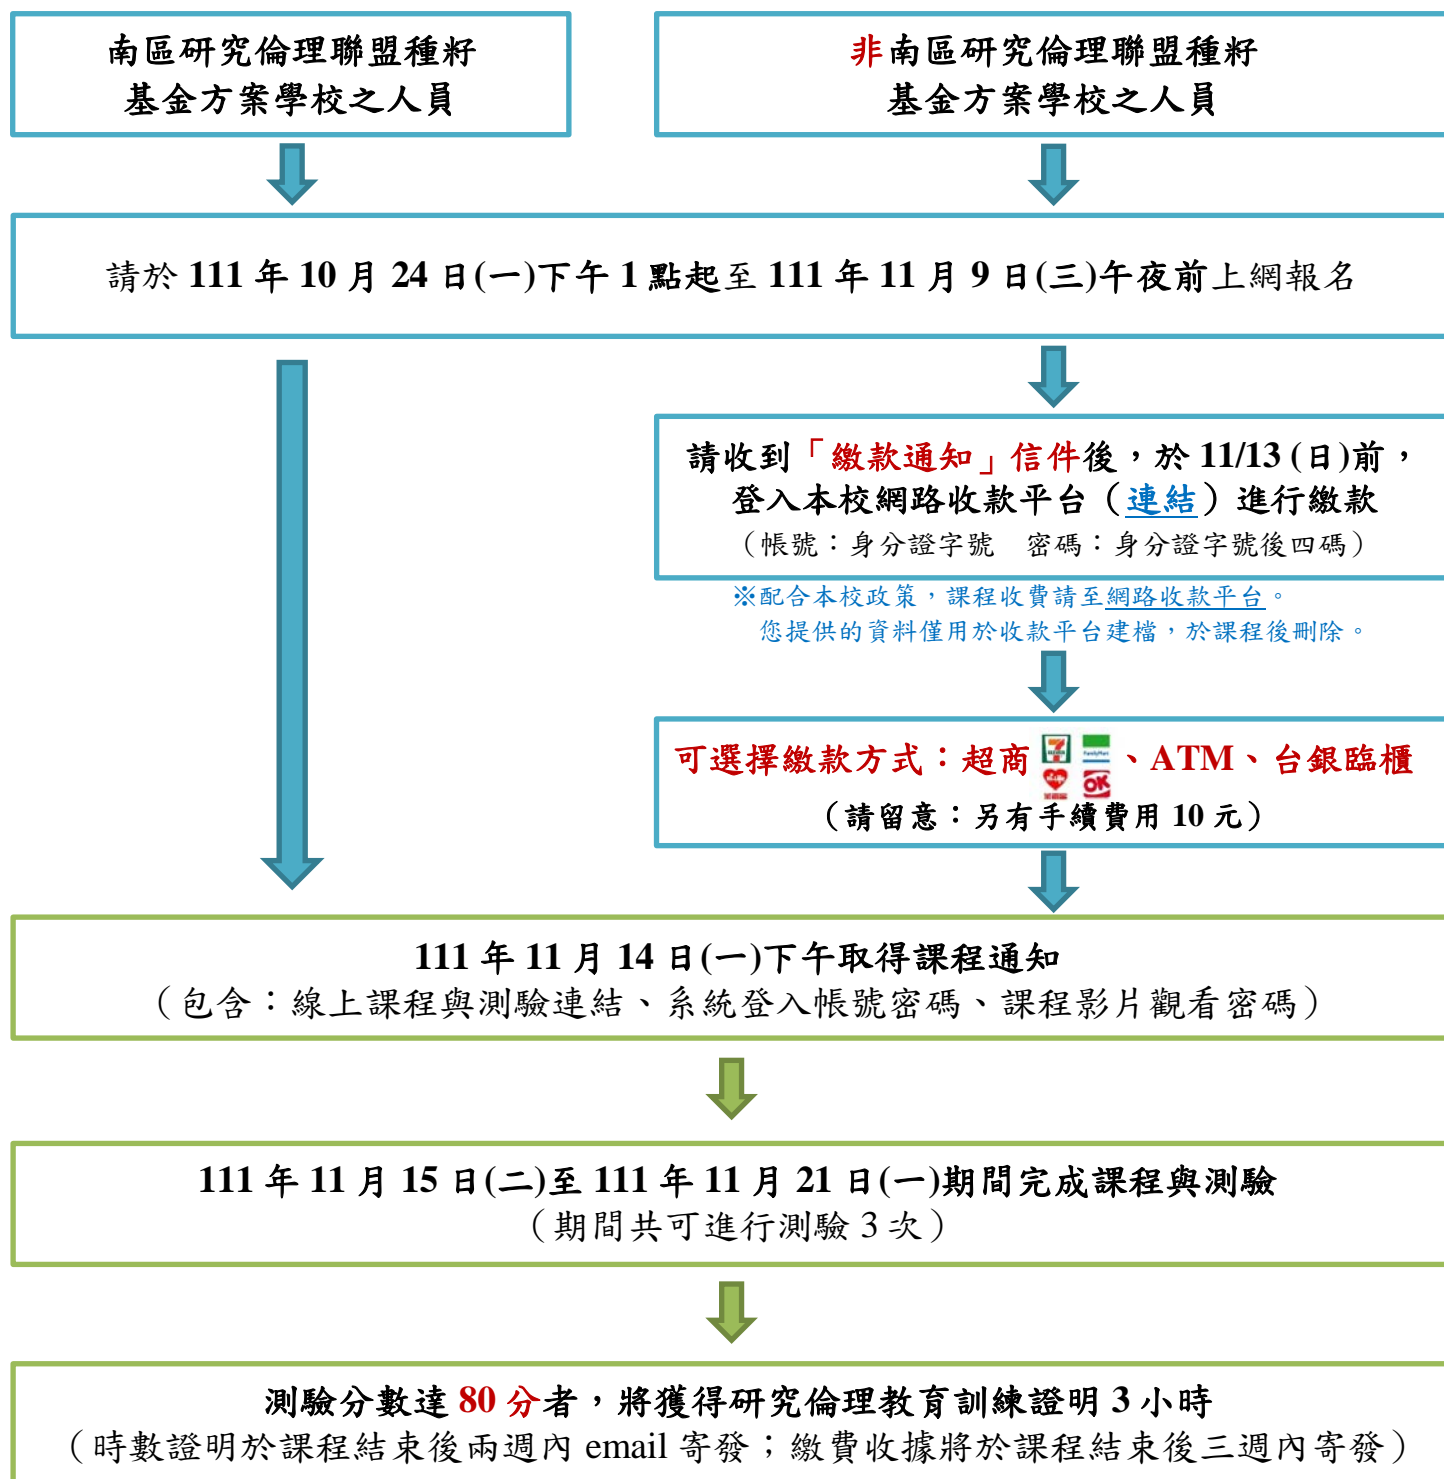 南區研究倫理聯盟種籽
基金方案學校之人員
非南區研究倫理聯盟種籽
基金方案學校之人員
請於 111 年 10 月 24 日(一)下午 1 點起至 111 年 11 月 9 日(三)午夜前上網報名
請收到「繳款通知」信件後，於 11/13 (日)前，
登入本校網路收款平台（連結）進行繳款
（帳號：身分證字號　密碼：身分證字號後四碼）
※配合本校政策，課程收費請至網路收款平台。
您提供的資料僅用於收款平台建檔，於課程後刪除。
可選擇繳款方式：超商 7 ELEVEN FamilyMart OK 、ATM、台銀臨櫃
（請留意：另有手續費用 10 元）
111 年 11 月 14 日(一)下午取得課程通知
（包含：線上課程與測驗連結、系統登入帳號密碼、課程影片觀看密碼）
111 年 11 月 15 日(二)至 111 年 11 月 21 日(一)期間完成課程與測驗
（期間共可進行測驗 3 次）
測驗分數達 80 分者，將獲得研究倫理教育訓練證明 3 小時
（時數證明於課程結束後兩週內 email 寄發；繳費收據將於課程結束後三週內寄發）